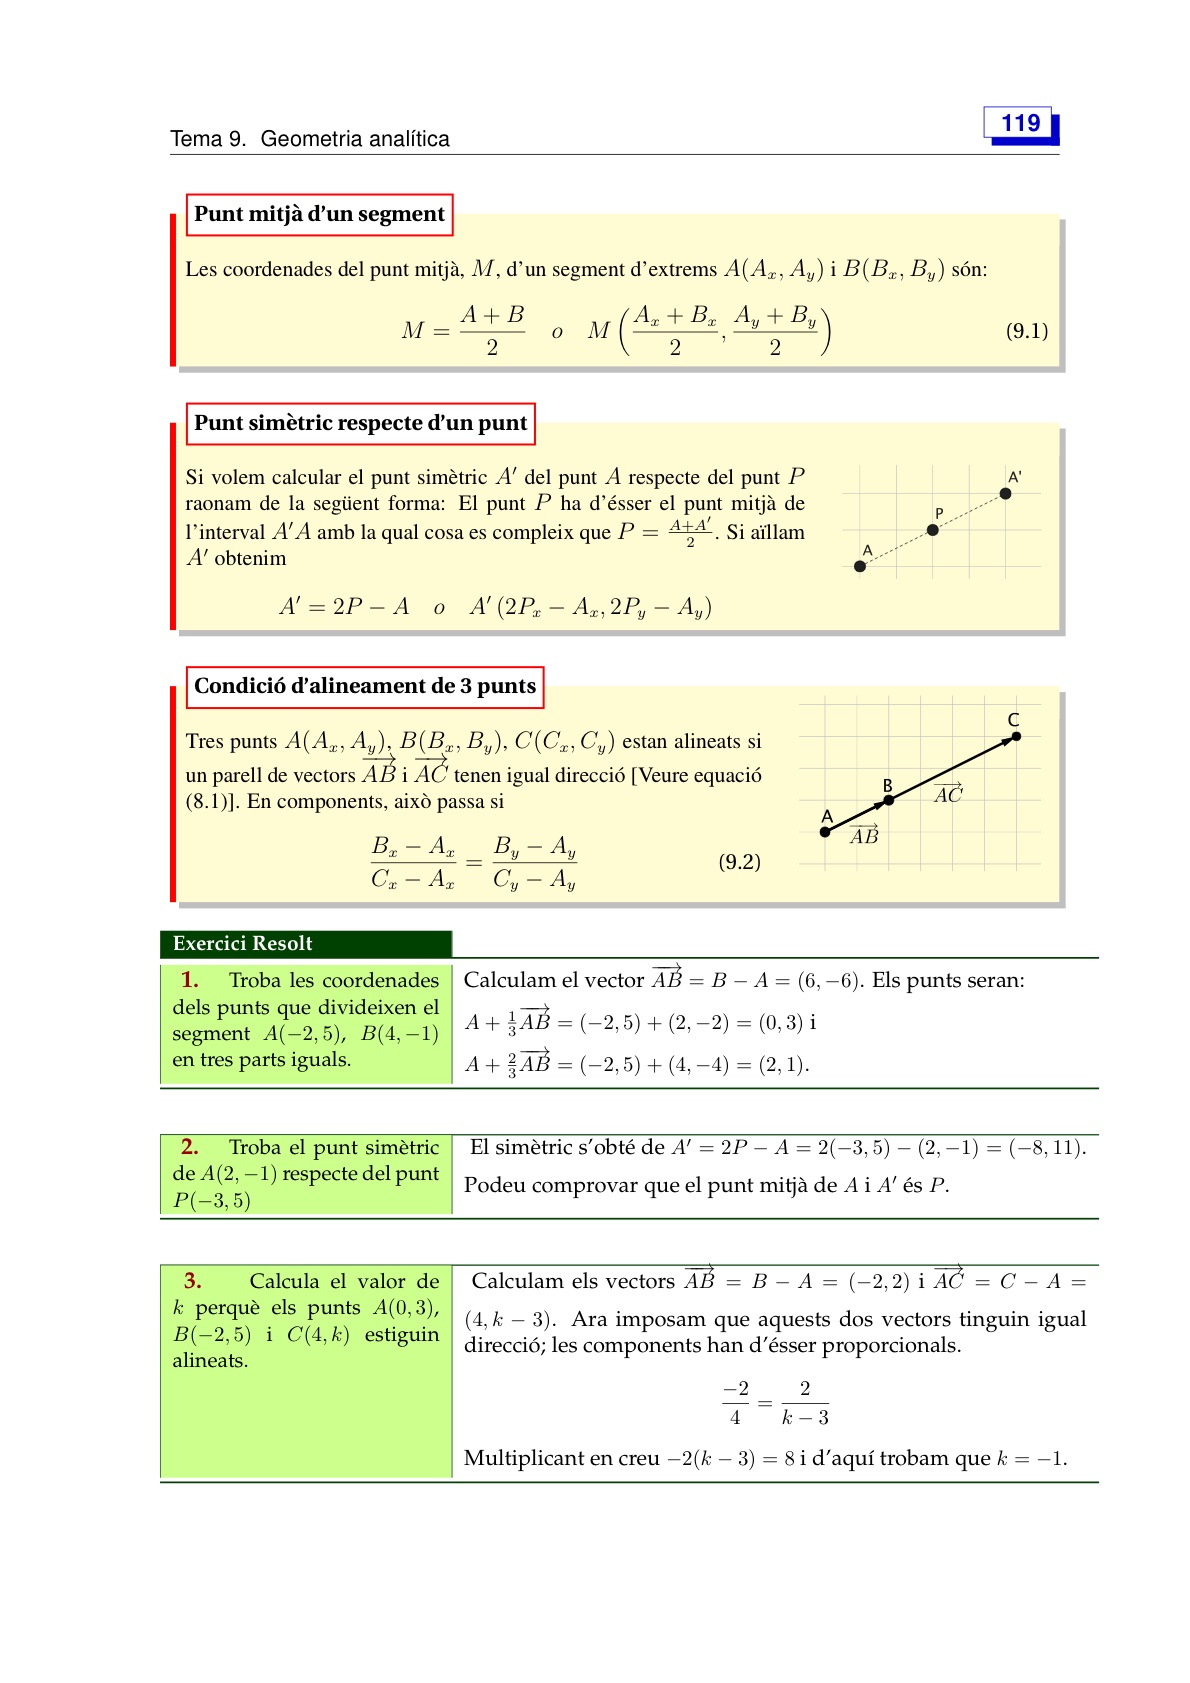 Tema 9. Geometria analítica
119
Punt mitjà d'un segment
Les coordenades del punt mitjà, M, d'un segment d'extrems A(A_x, A_y) i B(B_x, B_y) són:
M = \frac{A + B}{2} o M \left( \frac{A_x + B_x}{2}, \frac{A_y + B_y}{2} \right) (9.1)
Punt simètric respecte d'un punt
Si volem calcular el punt simètric A′ del punt A respecte del punt P
raonam de la següent forma: El punt P ha d'ésser el punt mitjà de
l'interval A′A amb la qual cosa es compleix que P = \frac{A+A′}{2}. Si aïllam
A′ obtenim
A′ = 2P − A o A′ (2P_x − A_x, 2P_y − A_y)
A'
P
A
Condició d'alineament de 3 punts
Tres punts A(A_x, A_y), B(B_x, B_y), C(C_x, C_y) estan alineats si
un parell de vectors \overrightarrow{AB} i \overrightarrow{AC} tenen igual direcció [Veure equació
(8.1)]. En components, això passa si
\frac{B_x − A_x}{C_x − A_x} = \frac{B_y − A_y}{C_y − A_y} (9.2)
C
B
\overrightarrow{AC}
A
\overrightarrow{AB}
Exercici Resolt
1. Troba les coordenades
dels punts que divideixen el
segment A(−2, 5), B(4, −1)
en tres parts iguals.
Calculam el vector \overrightarrow{AB} = B − A = (6, −6). Els punts seran:
A + \frac{1}{3}\overrightarrow{AB} = (−2, 5) + (2, −2) = (0, 3) i
A + \frac{2}{3}\overrightarrow{AB} = (−2, 5) + (4, −4) = (2, 1).
2. Troba el punt simètric
de A(2, −1) respecte del punt
P(−3, 5)
El simètric s'obté de A′ = 2P − A = 2(−3, 5) − (2, −1) = (−8, 11).
Podeu comprovar que el punt mitjà de A i A′ és P.
3. Calcula el valor de
k perquè els punts A(0, 3),
B(−2, 5) i C(4, k) estiguin
alineats.
Calculam els vectors \overrightarrow{AB} = B − A = (−2, 2) i \overrightarrow{AC} = C − A =
(4, k − 3). Ara imposam que aquests dos vectors tinguin igual
direcció; les components han d'ésser proporcionals.
\frac{−2}{4} = \frac{2}{k − 3}
Multiplicant en creu −2(k − 3) = 8 i d'aquí trobam que k = −1.